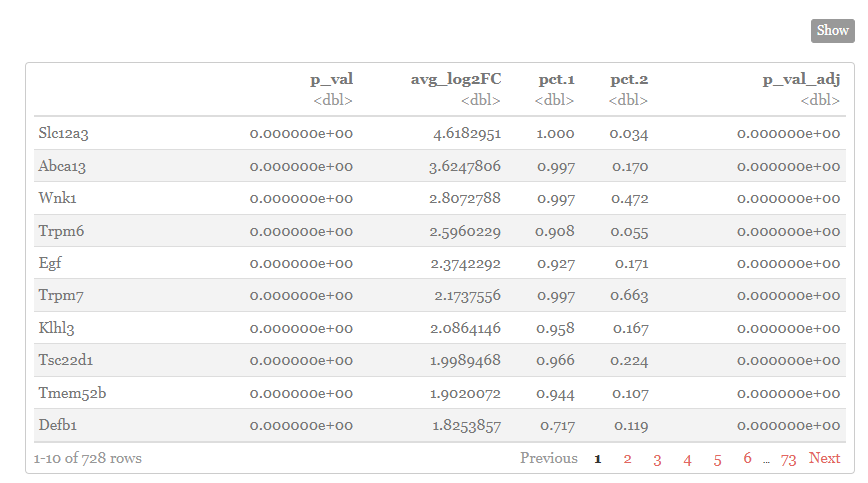 Show
p_val avg_log2FC pct.1 pct.2 p_val_adj
<dbl> <dbl> <dbl> <dbl> <dbl>
Slc12a3 0.000000e+00 4.6182951 1.000 0.034 0.000000e+00
Abca13 0.000000e+00 3.6247806 0.997 0.170 0.000000e+00
Wnk1 0.000000e+00 2.8072788 0.997 0.472 0.000000e+00
Trpm6 0.000000e+00 2.5960229 0.908 0.055 0.000000e+00
Egf 0.000000e+00 2.3742292 0.927 0.171 0.000000e+00
Trpm7 0.000000e+00 2.1737556 0.997 0.663 0.000000e+00
Klhl3 0.000000e+00 2.0864146 0.958 0.167 0.000000e+00
Tsc22d1 0.000000e+00 1.9989468 0.966 0.224 0.000000e+00
Tmem52b 0.000000e+00 1.9020072 0.944 0.107 0.000000e+00
Defb1 0.000000e+00 1.8253857 0.717 0.119 0.000000e+00
1-10 of 728 rows Previous 1 2 3 4 5 6 ... 73 Next